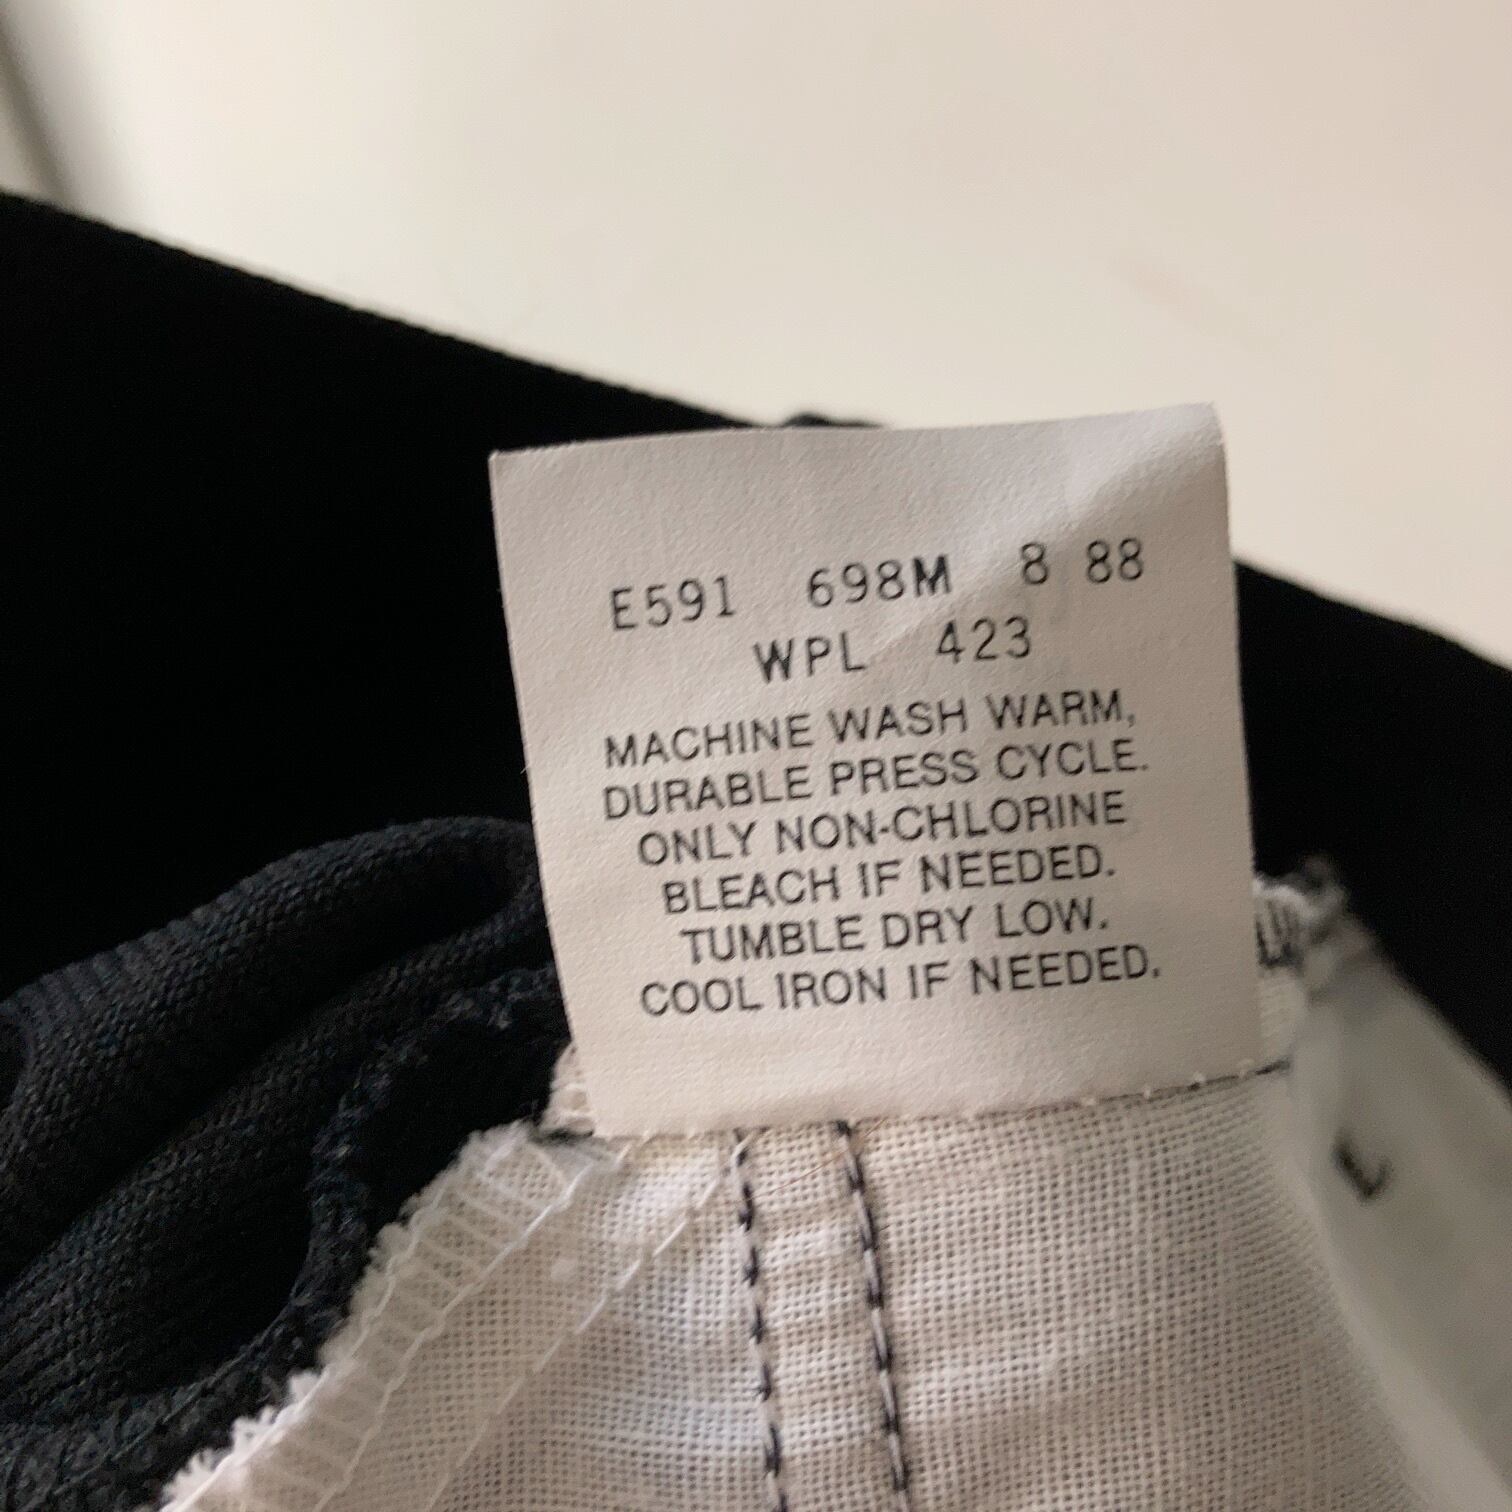 E591 698M 8 88
WPL 423
MACHINE WASH WARM,
DURABLE PRESS CYCLE.
ONLY NON-CHLORINE
BLEACH IF NEEDED.
TUMBLE DRY LOW.
COOL IRON IF NEEDED.